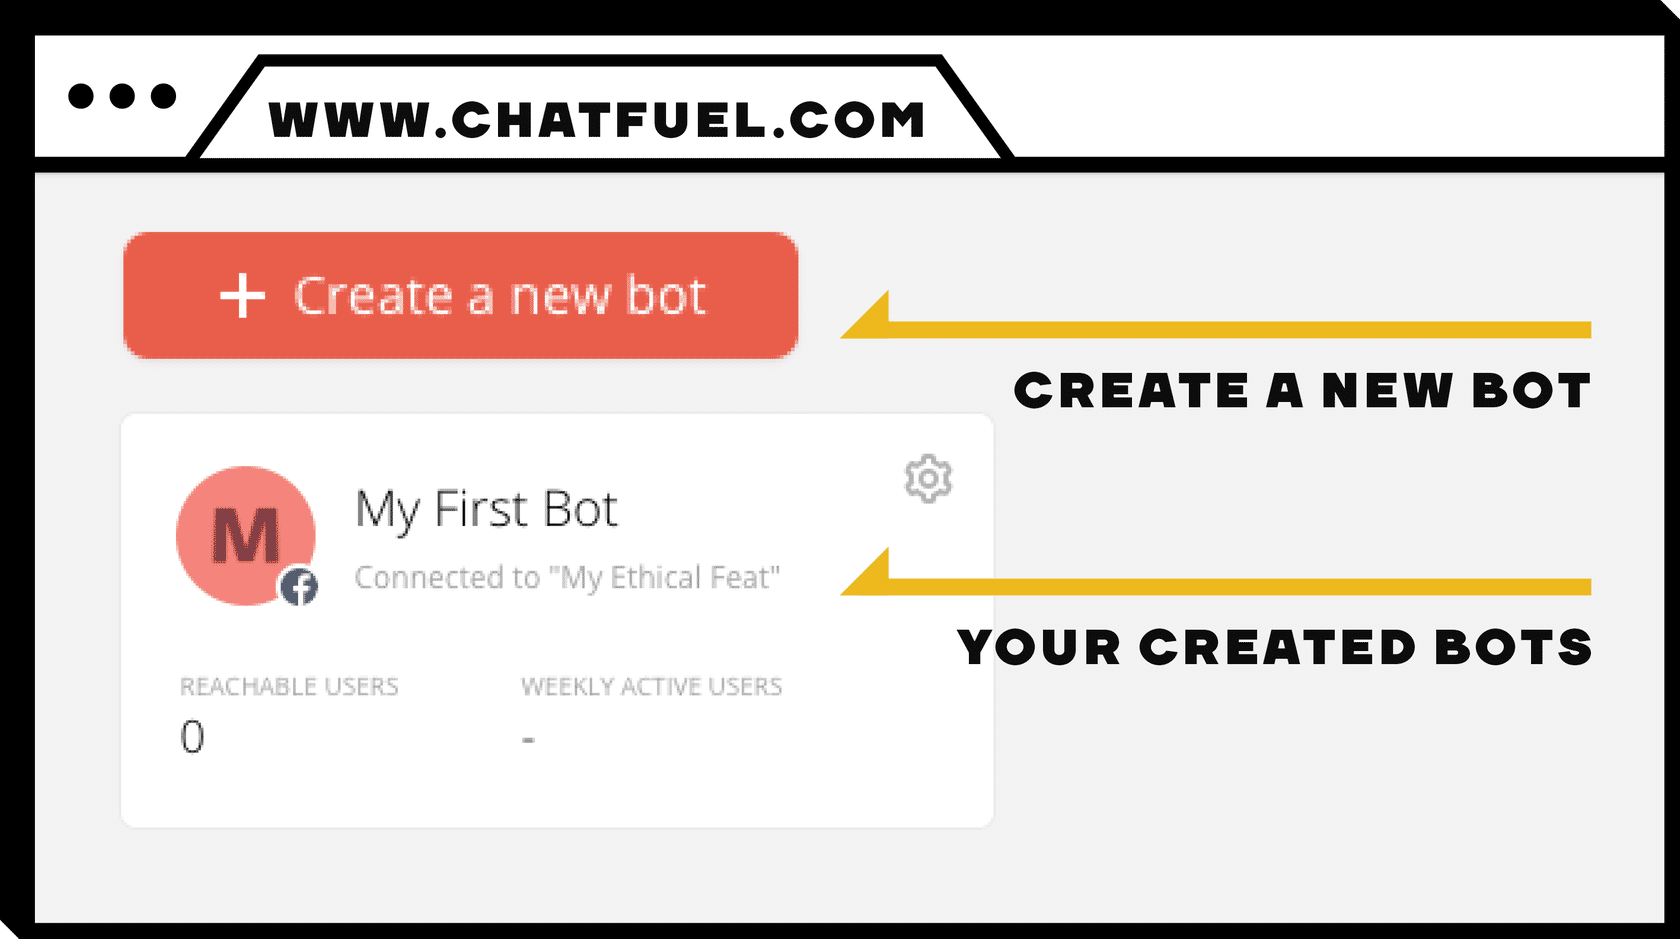 WWW.CHATFUEL.COM
+ Create a new bot
CREATE A NEW BOT
M
My First Bot
Connected to "My Ethical Feat"
YOUR CREATED BOTS
REACHABLE USERS WEEKLY ACTIVE USERS
0 -